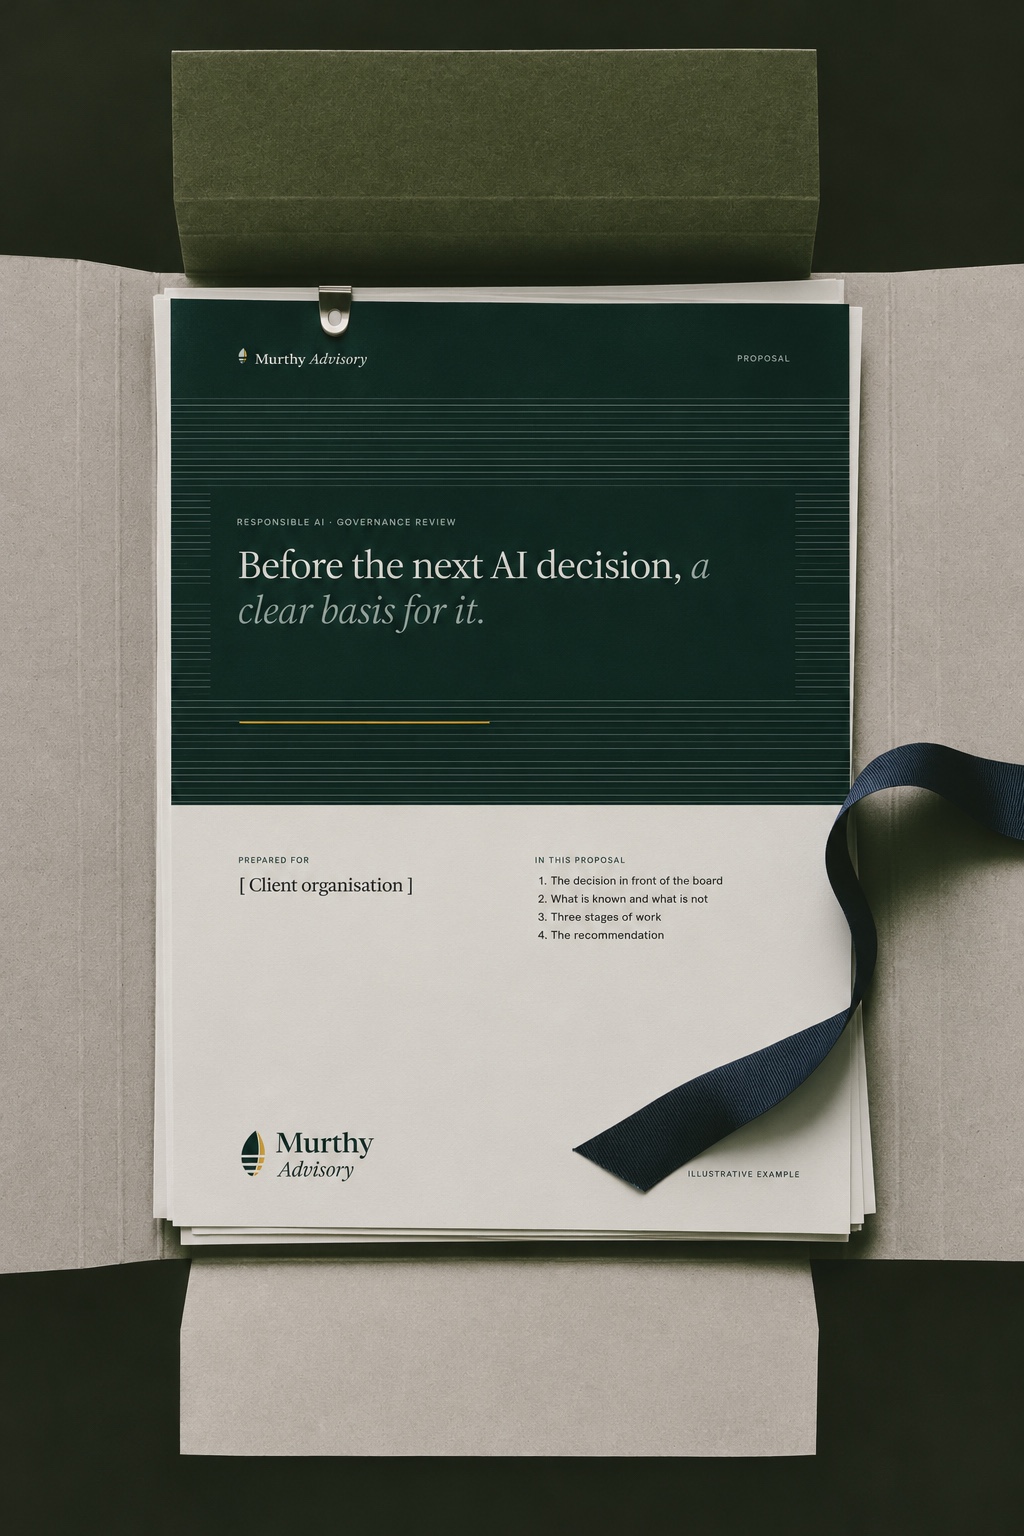 Murthy Advisory
PROPOSAL
RESPONSIBLE AI · GOVERNANCE REVIEW
Before the next AI decision, a
clear basis for it.
PREPARED FOR
[ Client organisation ]
IN THIS PROPOSAL
1. The decision in front of the board
2. What is known and what is not
3. Three stages of work
4. The recommendation
Murthy
Advisory
ILLUSTRATIVE EXAMPLE